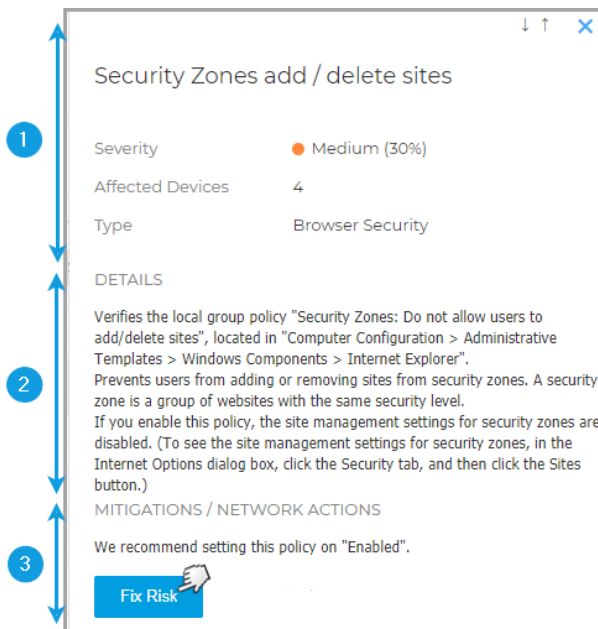 Security Zones add / delete sites
1
Severity
Medium (30%)
Affected Devices
4
Type
Browser Security
DETAILS
Verifies the local group policy "Security Zones: Do not allow users to
add/delete sites", located in "Computer Configuration > Administrative
Templates > Windows Components > Internet Explorer".
2
Prevents users from adding or removing sites from security zones. A security
zone is a group of websites with the same security level.
If you enable this policy, the site management settings for security zones are
disabled. (To see the site management settings for security zones, in the
Internet Options dialog box, click the Security tab, and then click the Sites
button.)
MITIGATIONS / NETWORK ACTIONS
We recommend setting this policy on "Enabled".
3
Fix Risk